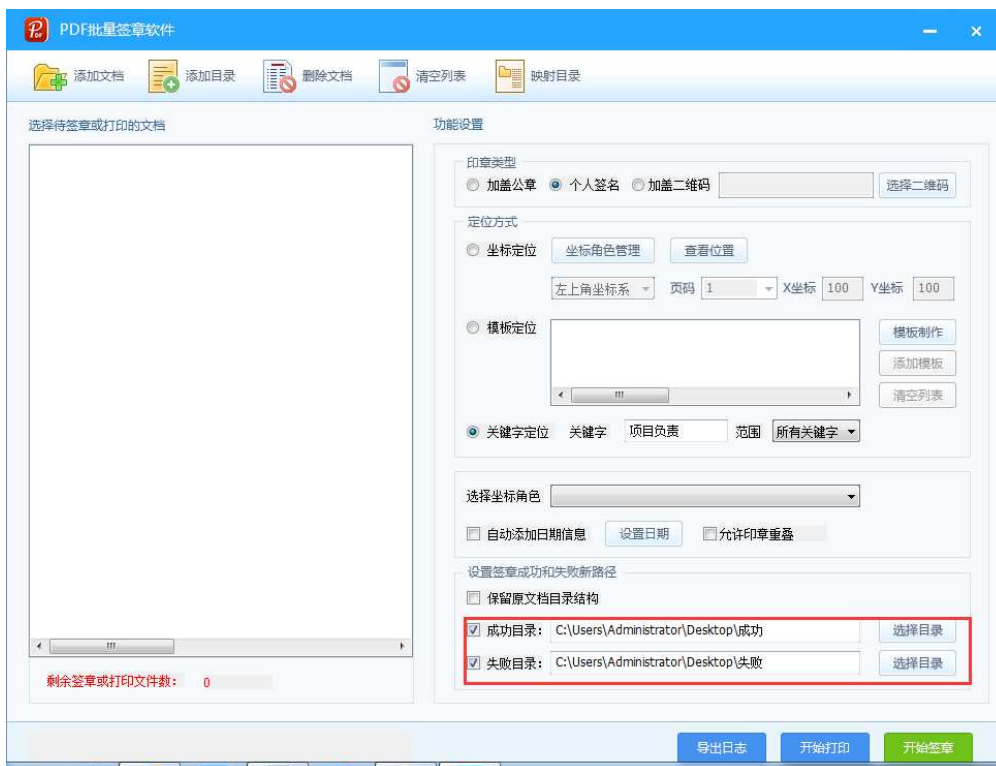 PDF批量签章软件
添加文档 添加目录 删除文档 清空列表 映射目录
选择待签章或打印的文档
功能设置
印章类型
加盖公章 个人签名 加盖二维码 选择二维码
定位方式
坐标定位 坐标角色管理 查看位置
左上角坐标系 页码 1 X坐标 100 Y坐标 100
模板定位 模板制作
添加模板
清空列表
关键字定位 关键字 项目负责 范围 所有关键字
选择坐标角色
自动添加日期信息 设置日期 允许印章重叠
设置签章成功和失败新路径
保留原文档目录结构
成功目录: C:\Users\Administrator\Desktop\成功 选择目录
失败目录: C:\Users\Administrator\Desktop\失败 选择目录
剩余签章或打印文件数: 0
导出日志 开始打印 开始签章